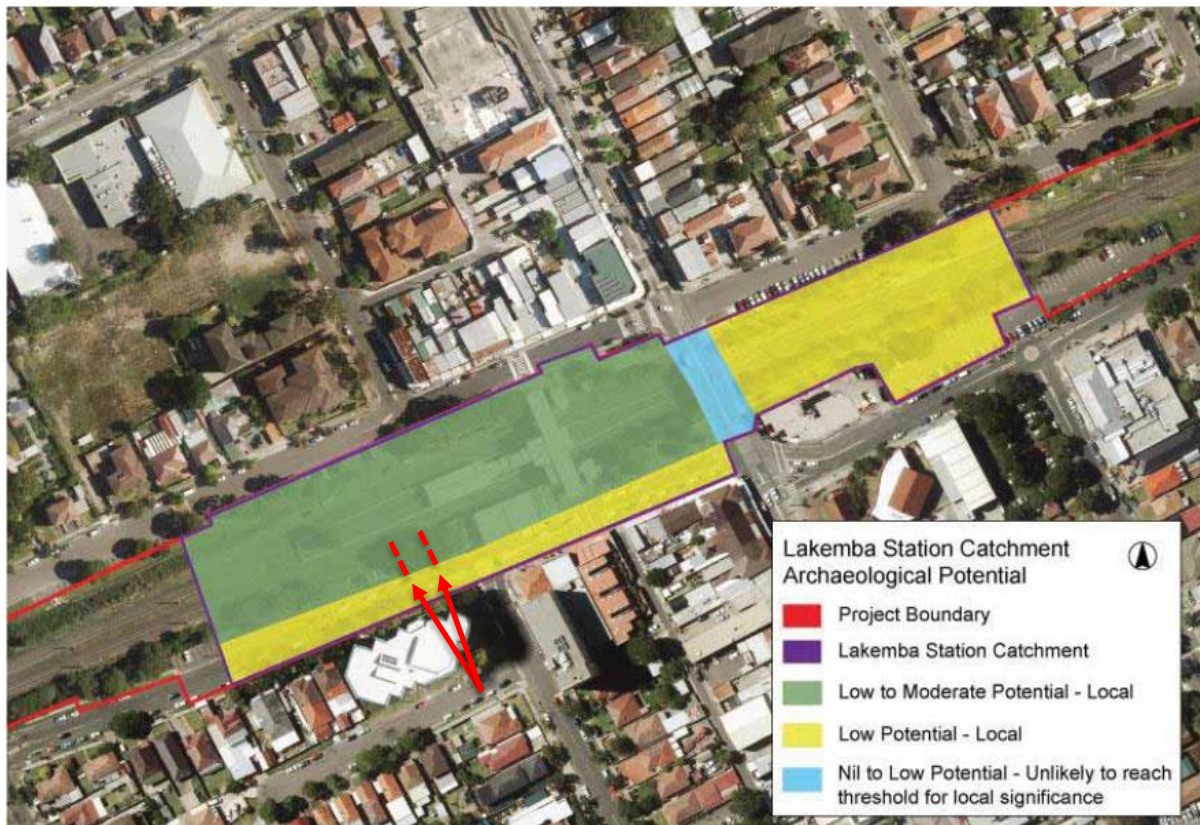 Lakemba Station Catchment
Archaeological Potential
Project Boundary
Lakemba Station Catchment
Low to Moderate Potential - Local
Low Potential - Local
Nil to Low Potential - Unlikely to reach
threshold for local significance